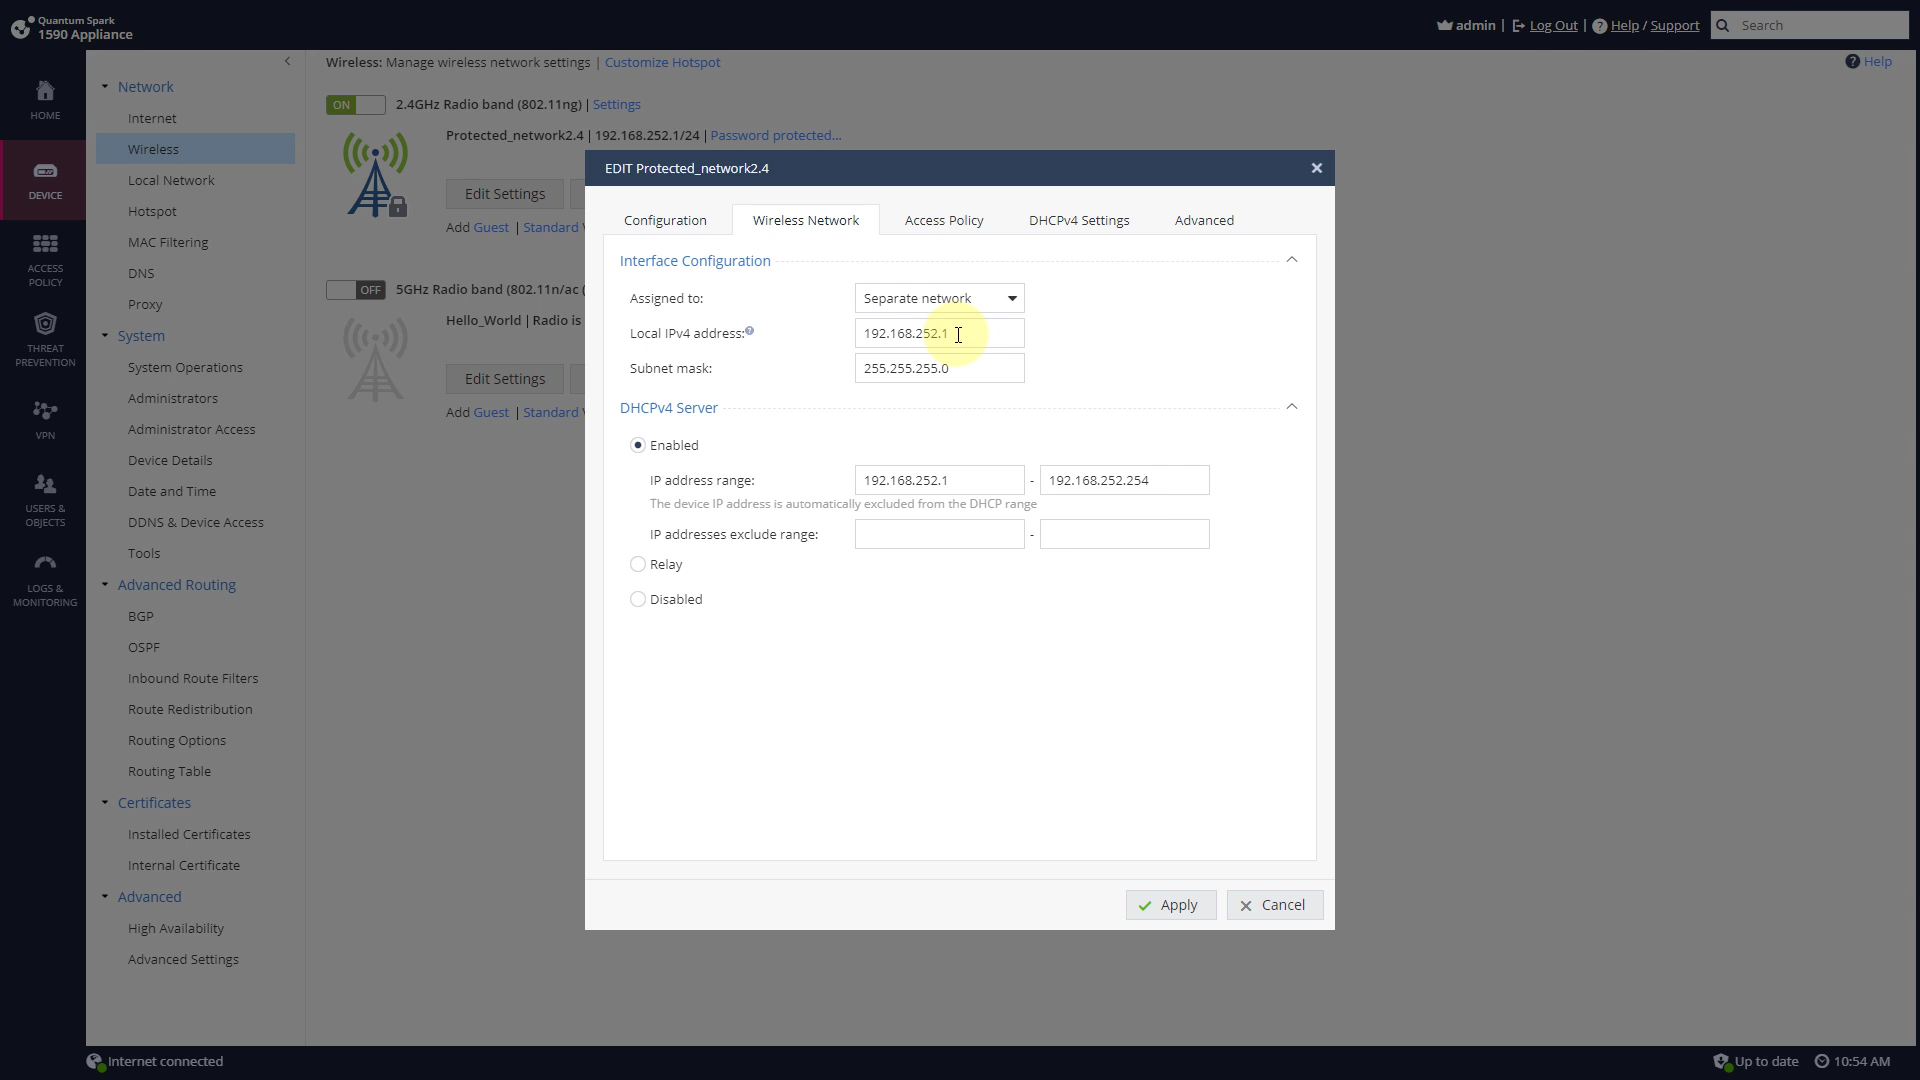 Quantum Spark
1590 Appliance
admin | Log Out | Help / Support
Search
HOME
DEVICE
ACCESS
POLICY
THREAT
PREVENTION
VPN
USERS &
OBJECTS
LOGS &
MONITORING
Network
Internet
Wireless
Local Network
Hotspot
MAC Filtering
DNS
Proxy
System
System Operations
Administrators
Administrator Access
Device Details
Date and Time
DDNS & Device Access
Tools
Advanced Routing
BGP
OSPF
Inbound Route Filters
Route Redistribution
Routing Options
Routing Table
Certificates
Installed Certificates
Internal Certificate
Advanced
High Availability
Advanced Settings
Wireless: Manage wireless network settings | Customize Hotspot
Help
ON 2.4GHz Radio band (802.11ng) | Settings
Protected_network2.4 | 192.168.252.1/24 | Password protected...
Edit Settings
Add Guest | Standard
OFF 5GHz Radio band (802.11n/ac (
Hello_World | Radio is
Edit Settings
Add Guest | Standard
EDIT Protected_network2.4
Configuration Wireless Network Access Policy DHCPv4 Settings Advanced
Interface Configuration
Assigned to: Separate network
Local IPv4 address: 192.168.252.1
Subnet mask: 255.255.255.0
DHCPv4 Server
Enabled
IP address range: 192.168.252.1 - 192.168.252.254
The device IP address is automatically excluded from the DHCP range
IP addresses exclude range: -
Relay
Disabled
Apply Cancel
Internet connected
Up to date 10:54 AM